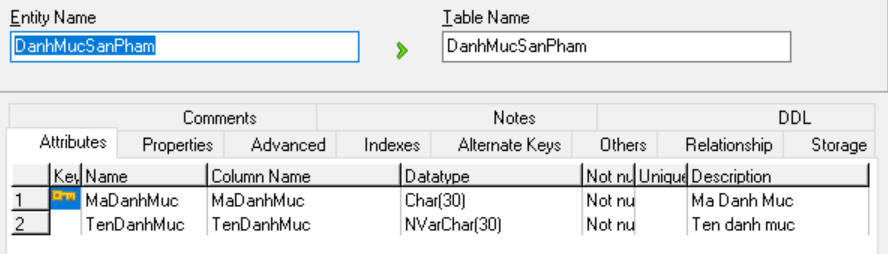 Entity Name Table Name
DanhMucSanPham DanhMucSanPham
Comments Notes DDL
Attributes Properties Advanced Indexes Alternate Keys Others Relationship Storage
Key Name Column Name Datatype Not nu Unique Description
1 MaDanhMuc MaDanhMuc Char(30) Not nu Ma Danh Muc
2 TenDanhMuc TenDanhMuc NVarChar(30) Not nu Ten danh muc